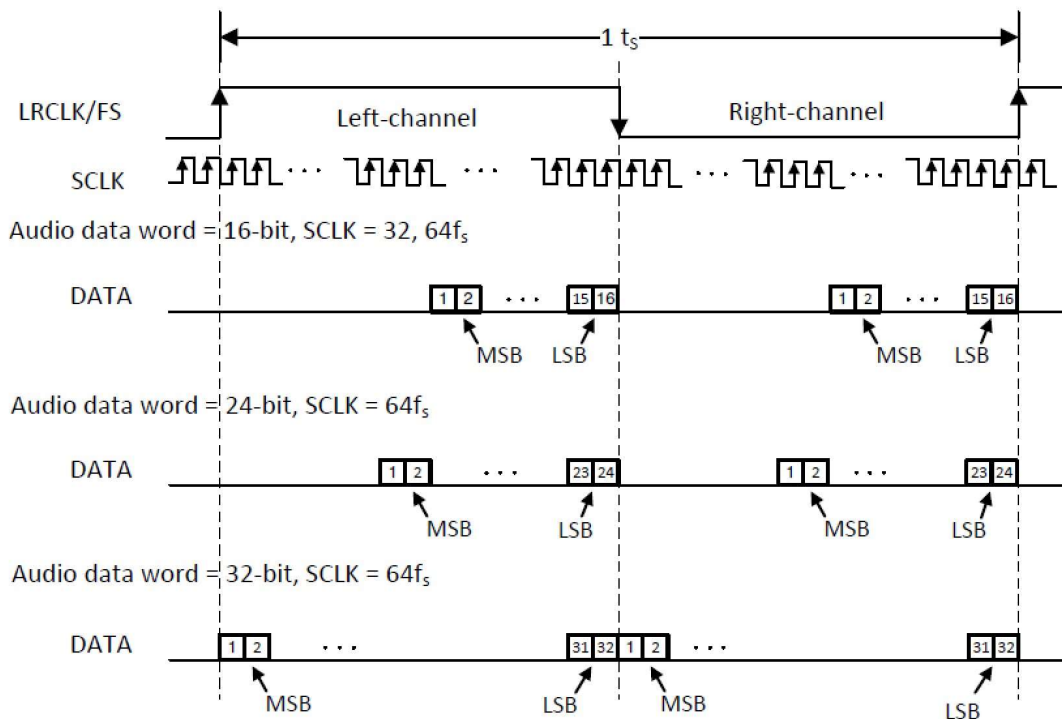 1 tS
LRCLK/FS
Left-channel
Right-channel
SCLK
Audio data word = 16-bit, SCLK = 32, 64fs
DATA
1 2 ... 15 16 1 2 ... 15 16
MSB LSB MSB LSB
Audio data word = 24-bit, SCLK = 64fs
DATA
1 2 ... 23 24 1 2 ... 23 24
MSB LSB MSB LSB
Audio data word = 32-bit, SCLK = 64fs
DATA
1 2 ... 31 32 1 2 ... 31 32
MSB LSB MSB LSB